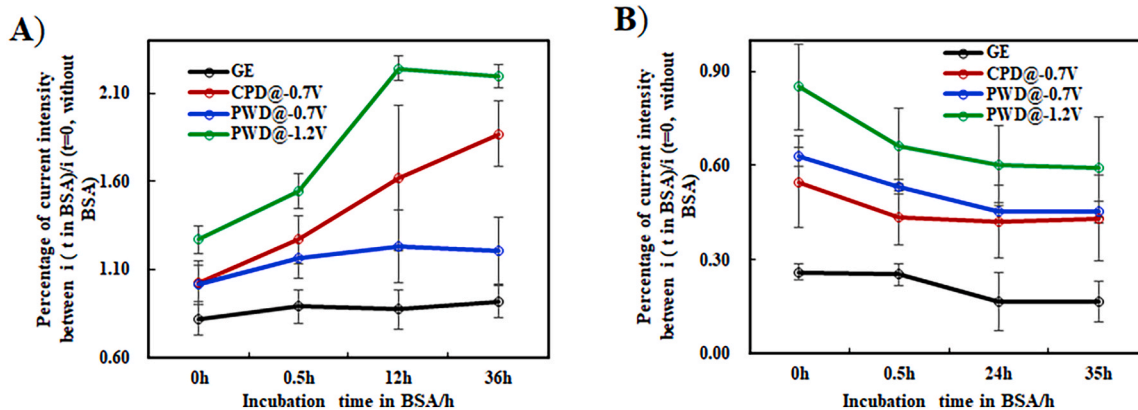 A)
Percentage of current intensity
between i ( t in BSA)/i (t=0, without
BSA)
2.10
1.60
1.10
0.60
GE
CPD@-0.7V
PWD@-0.7V
PWD@-1.2V
0h
0.5h
12h
36h
Incubation time in BSA/h
B)
Percentage of current intensity
between i ( t in BSA)/i (t=0, without
BSA)
0.90
0.60
0.30
0.00
GE
CPD@-0.7V
PWD@-0.7V
PWD@-1.2V
0h
0.5h
24h
35h
Incubation time in BSA/h